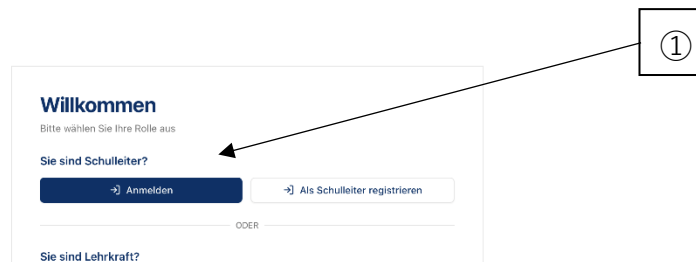 ①
Willkommen
Bitte wählen Sie Ihre Rolle aus
Sie sind Schulleiter?
Anmelden
Als Schulleiter registrieren
ODER
Sie sind Lehrkraft?